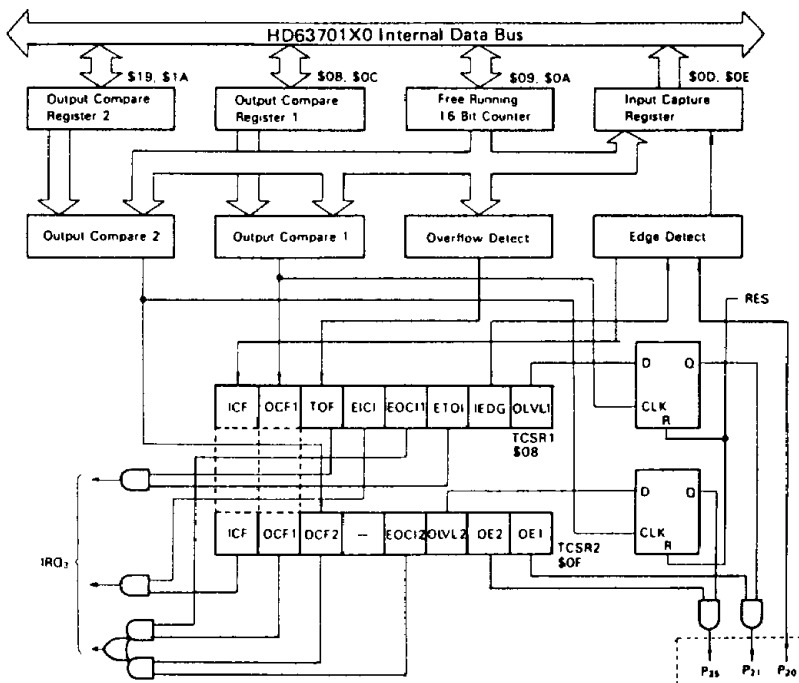 HD63701X0 Internal Data Bus
$19, $1A
$08, $0C
$09, $0A
$0D, $0E
Output Compare
Register 2
Output Compare
Register 1
Free Running
16 Bit Counter
Input Capture
Register
Output Compare 2
Output Compare 1
Overflow Detect
Edge Detect
RES
D Q
CLK
R
ICF OCF1 TOF EICI EOCI1 ETOI IEDG OLVL1
TCSR1
$08
D Q
CLK
R
ICF OCF1 OCF2 — EOCI2 OLVL2 OE2 OE1
TCSR2
$0F
IRQ₃
P₂₅ P₂₁ P₂₀